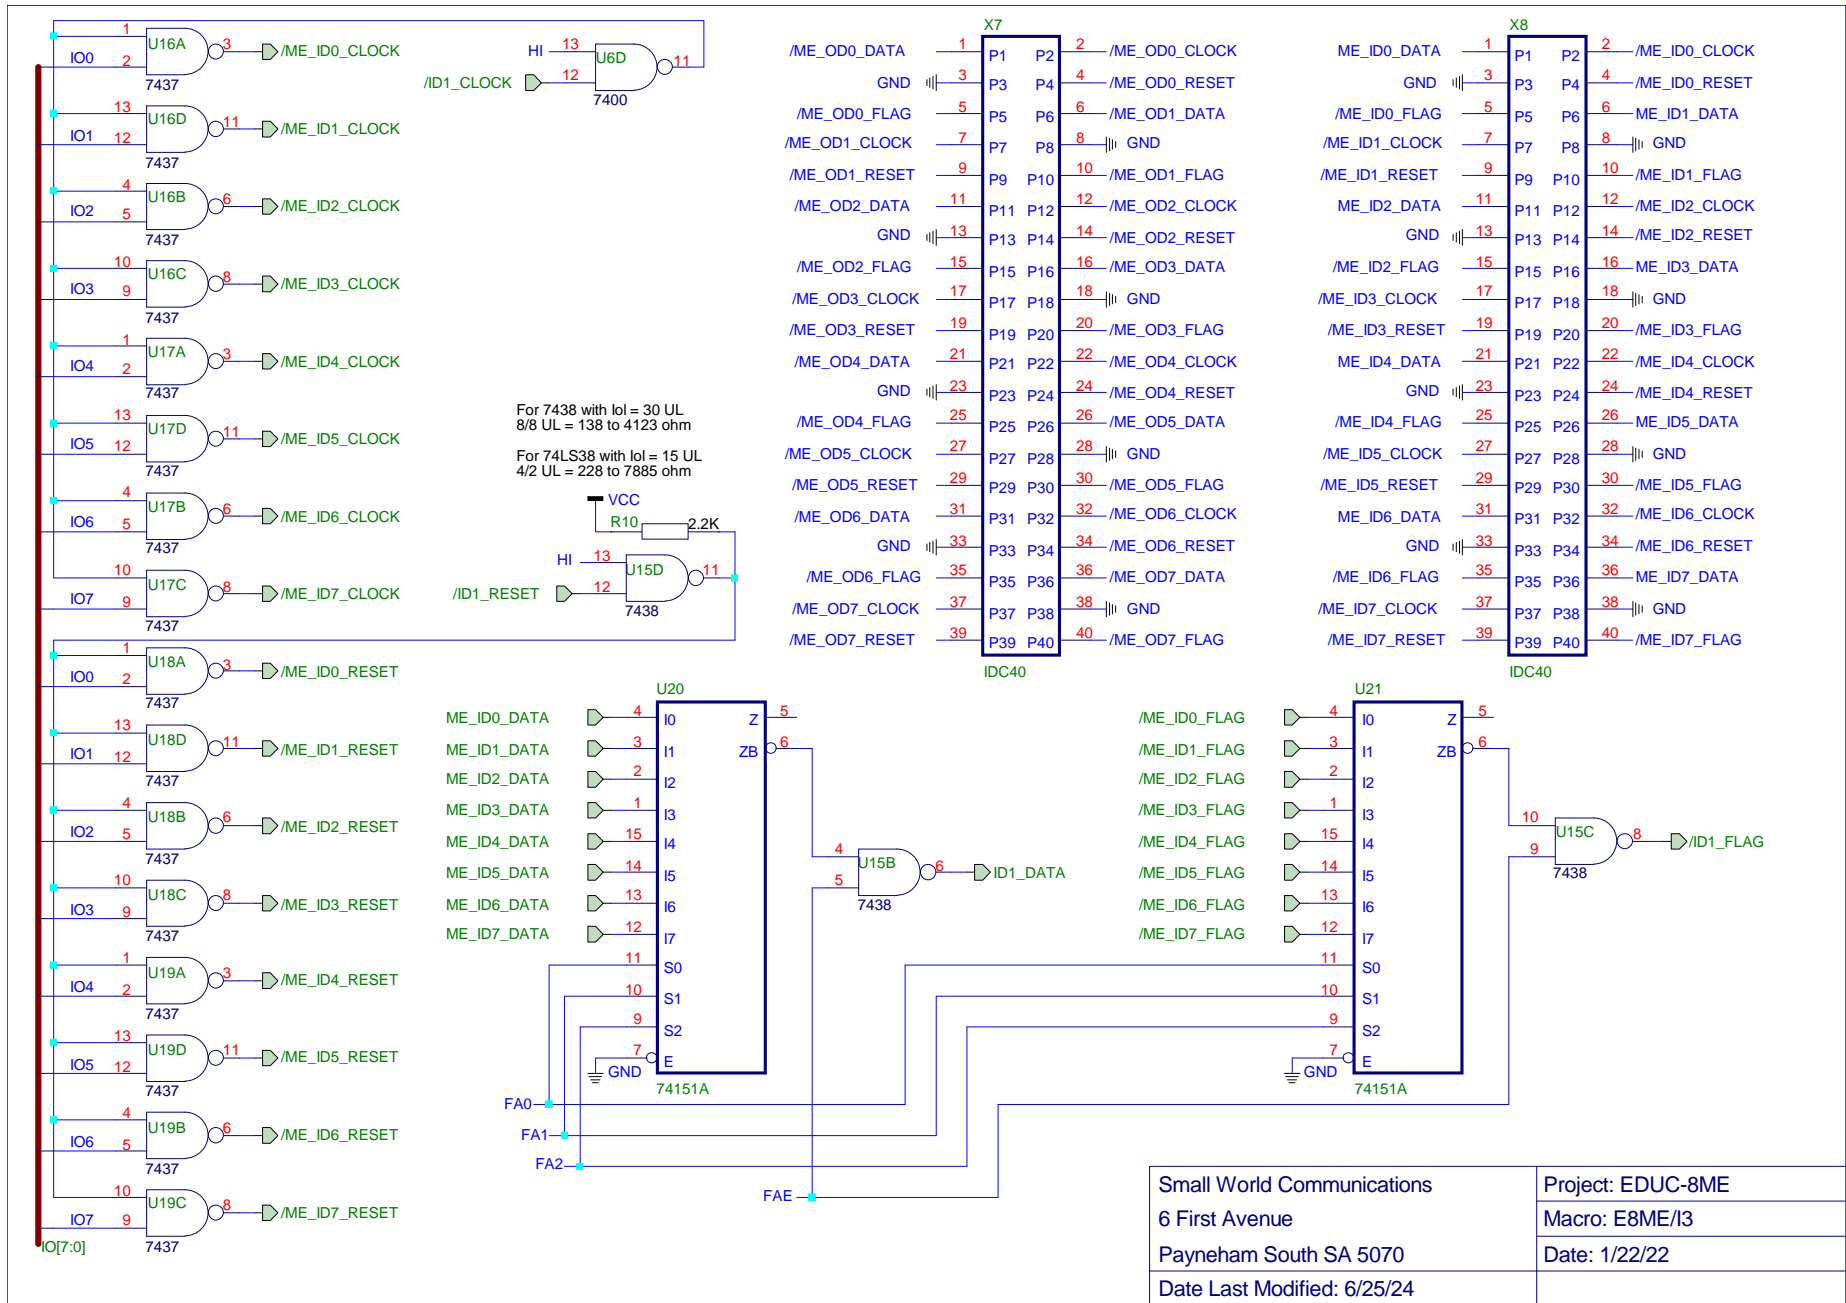 1 U16A 3 /ME_ID0_CLOCK
IO0 2
7437
13 U16D 11 /ME_ID1_CLOCK
IO1 12
7437
4 U16B 6 /ME_ID2_CLOCK
IO2 5
7437
10 U16C 8 /ME_ID3_CLOCK
IO3 9
7437
1 U17A 3 /ME_ID4_CLOCK
IO4 2
7437
13 U17D 11 /ME_ID5_CLOCK
IO5 12
7437
4 U17B 6 /ME_ID6_CLOCK
IO6 5
7437
10 U17C 8 /ME_ID7_CLOCK
IO7 9
7437
1 U18A 3 /ME_ID0_RESET
IO0 2
7437
13 U18D 11 /ME_ID1_RESET
IO1 12
7437
4 U18B 6 /ME_ID2_RESET
IO2 5
7437
10 U18C 8 /ME_ID3_RESET
IO3 9
7437
1 U19A 3 /ME_ID4_RESET
IO4 2
7437
13 U19D 11 /ME_ID5_RESET
IO5 12
7437
4 U19B 6 /ME_ID6_RESET
IO6 5
7437
10 U19C 8 /ME_ID7_RESET
IO7 9
7437
IO[7:0]
HI 13 U6D 11
/ID1_CLOCK 12
7400
For 7438 with Iol = 30 UL
8/8 UL = 138 to 4123 ohm
For 74LS38 with Iol = 15 UL
4/2 UL = 228 to 7885 ohm
VCC
R10 2.2K
HI 13 U15D 11
/ID1_RESET 12
7438
X7
/ME_OD0_DATA 1 P1 P2 2 /ME_OD0_CLOCK
GND 3 P3 P4 4 /ME_OD0_RESET
/ME_OD0_FLAG 5 P5 P6 6 /ME_OD1_DATA
/ME_OD1_CLOCK 7 P7 P8 8 GND
/ME_OD1_RESET 9 P9 P10 10 /ME_OD1_FLAG
/ME_OD2_DATA 11 P11 P12 12 /ME_OD2_CLOCK
GND 13 P13 P14 14 /ME_OD2_RESET
/ME_OD2_FLAG 15 P15 P16 16 /ME_OD3_DATA
/ME_OD3_CLOCK 17 P17 P18 18 GND
/ME_OD3_RESET 19 P19 P20 20 /ME_OD3_FLAG
/ME_OD4_DATA 21 P21 P22 22 /ME_OD4_CLOCK
GND 23 P23 P24 24 /ME_OD4_RESET
/ME_OD4_FLAG 25 P25 P26 26 /ME_OD5_DATA
/ME_OD5_CLOCK 27 P27 P28 28 GND
/ME_OD5_RESET 29 P29 P30 30 /ME_OD5_FLAG
/ME_OD6_DATA 31 P31 P32 32 /ME_OD6_CLOCK
GND 33 P33 P34 34 /ME_OD6_RESET
/ME_OD6_FLAG 35 P35 P36 36 /ME_OD7_DATA
/ME_OD7_CLOCK 37 P37 P38 38 GND
/ME_OD7_RESET 39 P39 P40 40 /ME_OD7_FLAG
IDC40
X8
ME_ID0_DATA 1 P1 P2 2 /ME_ID0_CLOCK
GND 3 P3 P4 4 /ME_ID0_RESET
/ME_ID0_FLAG 5 P5 P6 6 ME_ID1_DATA
/ME_ID1_CLOCK 7 P7 P8 8 GND
/ME_ID1_RESET 9 P9 P10 10 /ME_ID1_FLAG
ME_ID2_DATA 11 P11 P12 12 /ME_ID2_CLOCK
GND 13 P13 P14 14 /ME_ID2_RESET
/ME_ID2_FLAG 15 P15 P16 16 ME_ID3_DATA
/ME_ID3_CLOCK 17 P17 P18 18 GND
/ME_ID3_RESET 19 P19 P20 20 /ME_ID3_FLAG
ME_ID4_DATA 21 P21 P22 22 /ME_ID4_CLOCK
GND 23 P23 P24 24 /ME_ID4_RESET
/ME_ID4_FLAG 25 P25 P26 26 ME_ID5_DATA
/ME_ID5_CLOCK 27 P27 P28 28 GND
/ME_ID5_RESET 29 P29 P30 30 /ME_ID5_FLAG
ME_ID6_DATA 31 P31 P32 32 /ME_ID6_CLOCK
GND 33 P33 P34 34 /ME_ID6_RESET
/ME_ID6_FLAG 35 P35 P36 36 ME_ID7_DATA
/ME_ID7_CLOCK 37 P37 P38 38 GND
/ME_ID7_RESET 39 P39 P40 40 /ME_ID7_FLAG
IDC40
U20
ME_ID0_DATA 4 I0 Z 5
ME_ID1_DATA 3 I1 ZB 6
ME_ID2_DATA 2 I2
ME_ID3_DATA 1 I3
ME_ID4_DATA 15 I4
ME_ID5_DATA 14 I5
ME_ID6_DATA 13 I6
ME_ID7_DATA 12 I7
11 S0
10 S1
9 S2
7 E
GND
74151A
4 U15B 6 ID1_DATA
5
7438
FA0
FA1
FA2
FAE
U21
/ME_ID0_FLAG 4 I0 Z 5
/ME_ID1_FLAG 3 I1 ZB 6
/ME_ID2_FLAG 2 I2
/ME_ID3_FLAG 1 I3
/ME_ID4_FLAG 15 I4
/ME_ID5_FLAG 14 I5
/ME_ID6_FLAG 13 I6
/ME_ID7_FLAG 12 I7
11 S0
10 S1
9 S2
7 E
GND
74151A
10 U15C 8 /ID1_FLAG
9
7438
Small World Communications
6 First Avenue
Payneham South SA 5070
Date Last Modified: 6/25/24
Project: EDUC-8ME
Macro: E8ME/I3
Date: 1/22/22